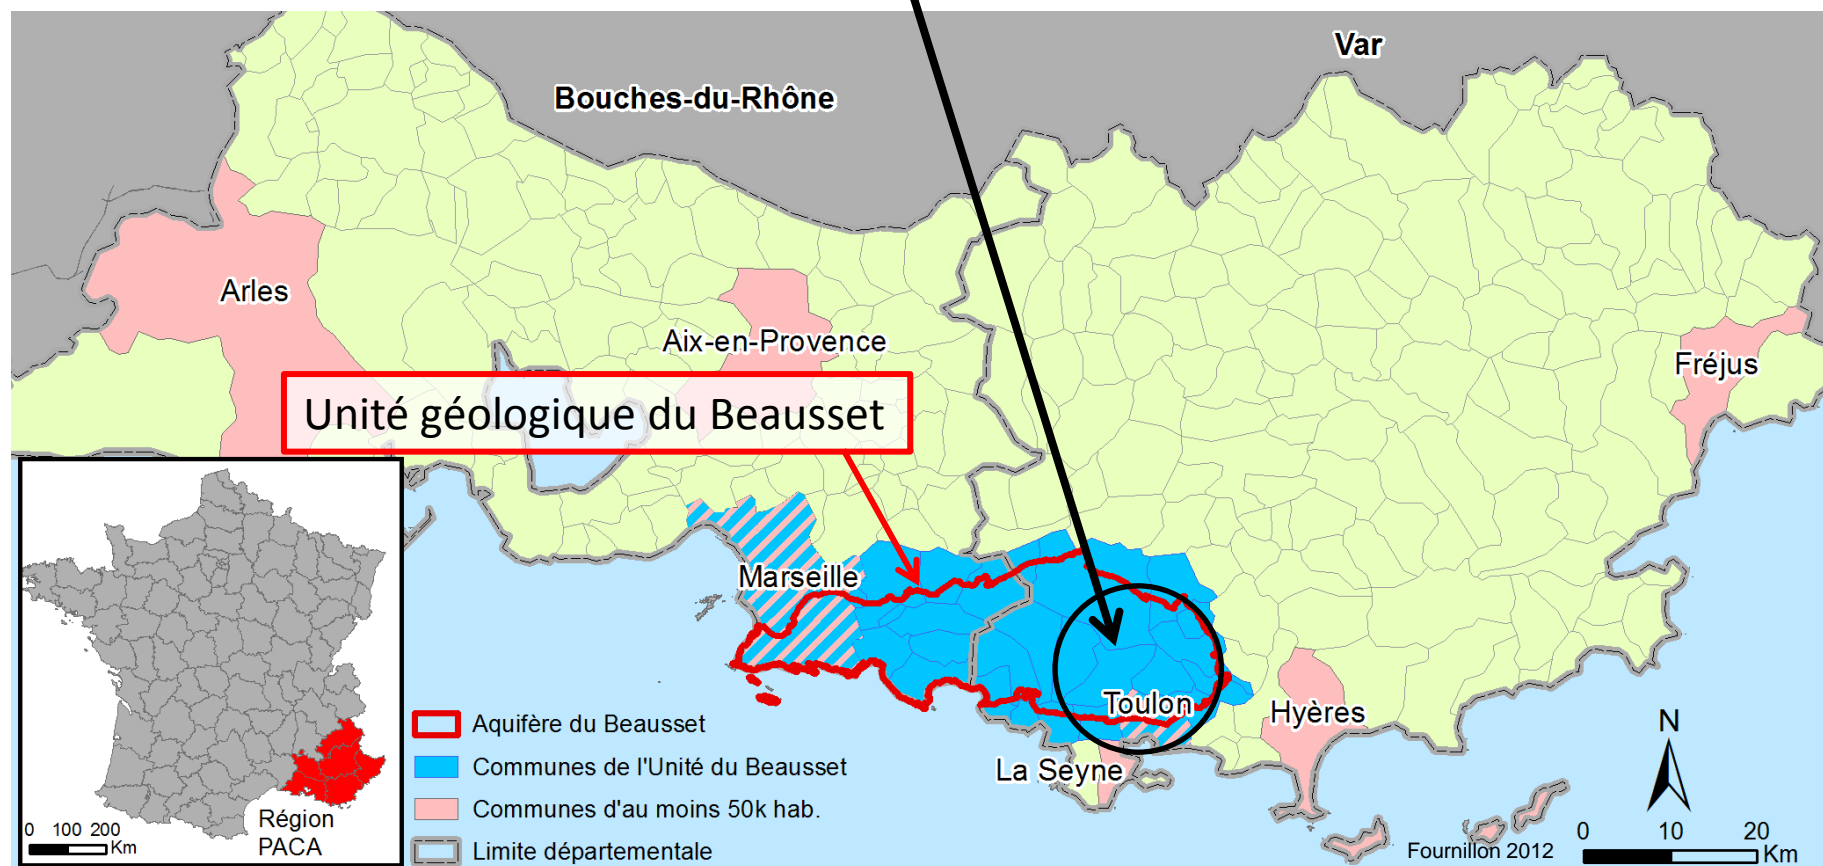 Var
Bouches-du-Rhône
Arles
Aix-en-Provence
Fréjus
Unité géologique du Beausset
Marseille
Toulon
Hyères
La Seyne
N
Aquifère du Beausset
Communes de l'Unité du Beausset
Communes d'au moins 50k hab.
Limite départementale
Région
PACA
0 100 200
Km
Fournillon 2012
0 10 20
Km